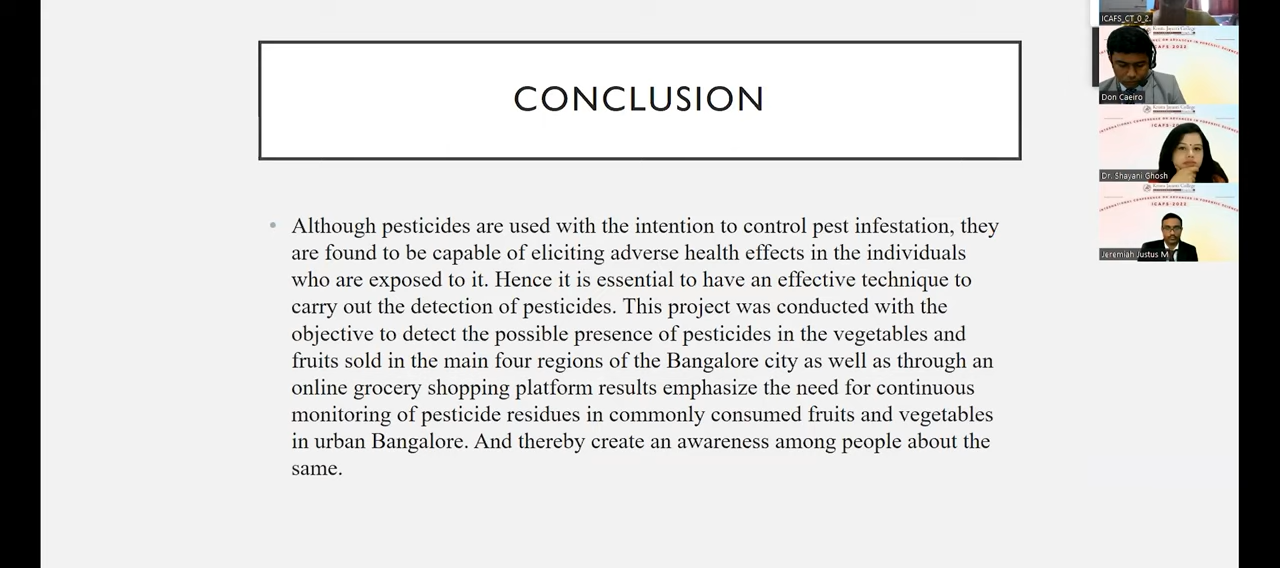 CONCLUSION
• Although pesticides are used with the intention to control pest infestation, they
are found to be capable of eliciting adverse health effects in the individuals
who are exposed to it. Hence it is essential to have an effective technique to
carry out the detection of pesticides. This project was conducted with the
objective to detect the possible presence of pesticides in the vegetables and
fruits sold in the main four regions of the Bangalore city as well as through an
online grocery shopping platform results emphasize the need for continuous
monitoring of pesticide residues in commonly consumed fruits and vegetables
in urban Bangalore. And thereby create an awareness among people about the
same.
ICAFS_CT_0_2.
Don Caeiro
Dr. Shayani Ghosh
Jeremiah Justus M
ICAFS-2022